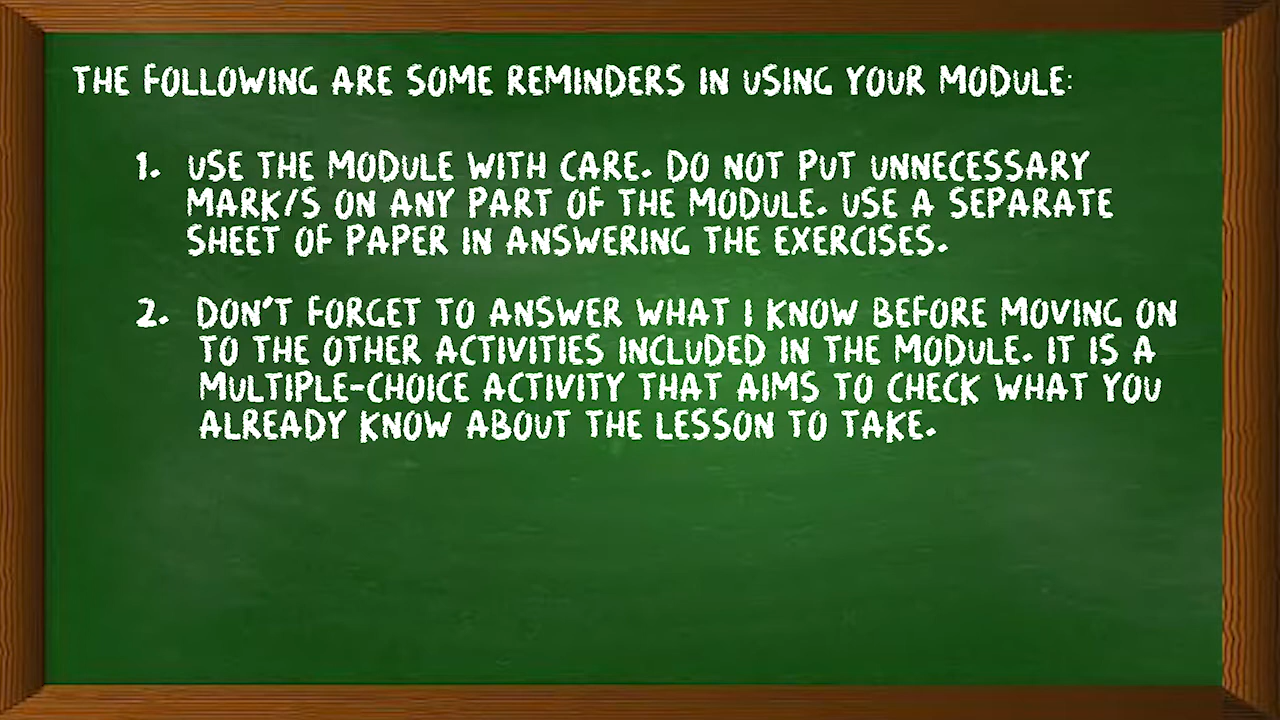 THE FOLLOWING ARE SOME REMINDERS IN USING YOUR MODULE:
1. USE THE MODULE WITH CARE. DO NOT PUT UNNECESSARY
MARK/S ON ANY PART OF THE MODULE. USE A SEPARATE
SHEET OF PAPER IN ANSWERING THE EXERCISES.
2. DON'T FORGET TO ANSWER WHAT I KNOW BEFORE MOVING ON
TO THE OTHER ACTIVITIES INCLUDED IN THE MODULE. IT IS A
MULTIPLE-CHOICE ACTIVITY THAT AIMS TO CHECK WHAT YOU
ALREADY KNOW ABOUT THE LESSON TO TAKE.